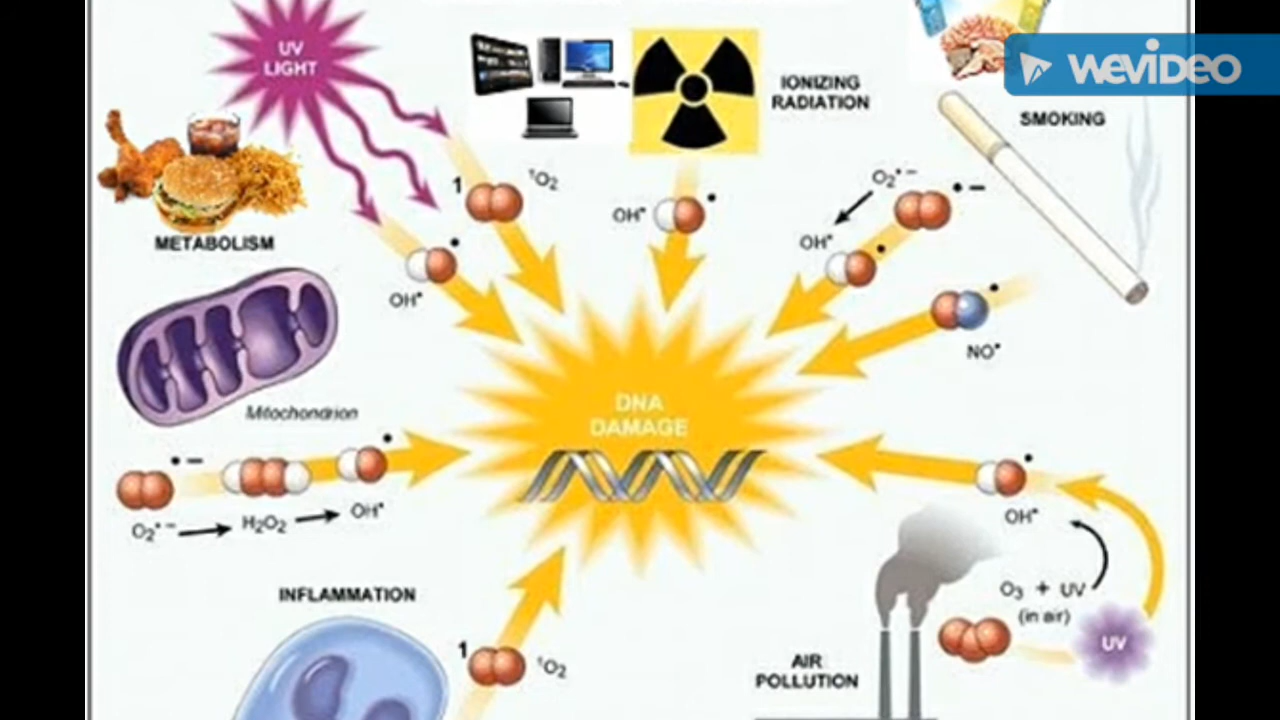 WEVIDEO
UV
LIGHT
IONIZING
RADIATION
SMOKING
METABOLISM
1
¹O₂
OH•
OH•
O₂•−
OH•
NO•
DNA
DAMAGE
Mitochondrion
O₂•− → H₂O₂ → OH•
OH•
O₃ + UV
(in air)
UV
INFLAMMATION
1
¹O₂
AIR
POLLUTION